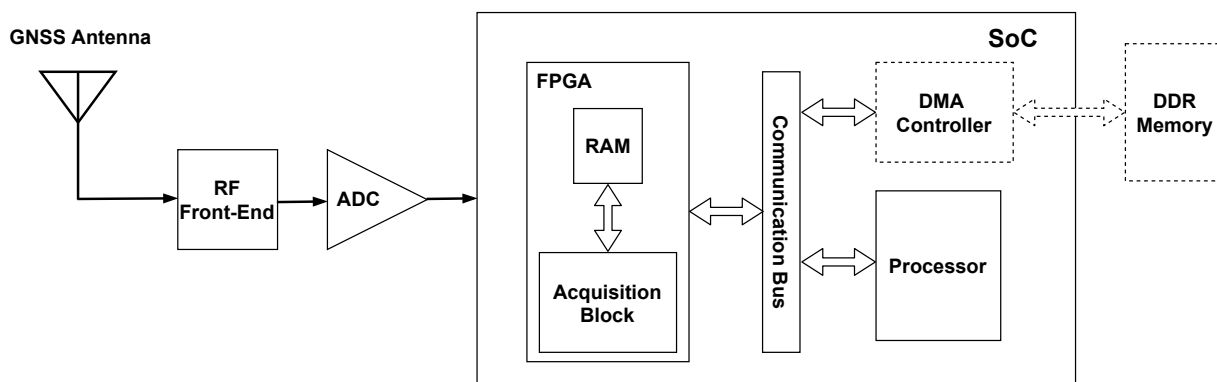 GNSS Antenna
RF
Front-End
ADC
SoC
FPGA
RAM
Acquisition
Block
Communication Bus
DMA
Controller
Processor
DDR
Memory